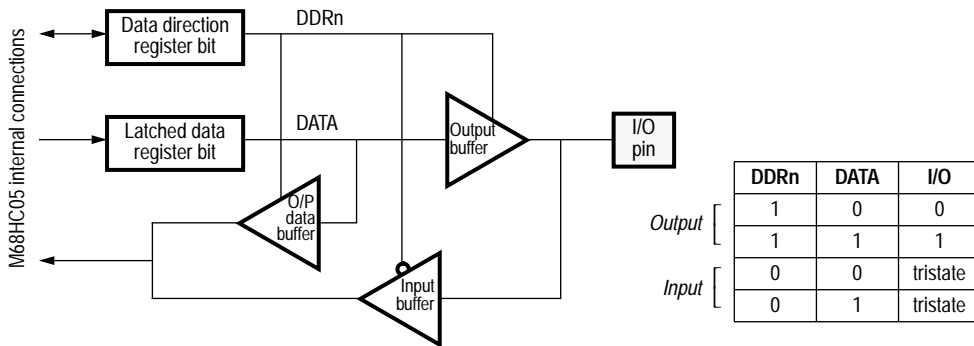 M68HC05 internal connections
Data direction
register bit
DDRn
Latched data
register bit
DATA
Output
buffer
I/O
pin
O/P
data
buffer
Input
buffer
DDRn DATA I/O
Output 1 0 0
1 1 1
Input 0 0 tristate
0 1 tristate